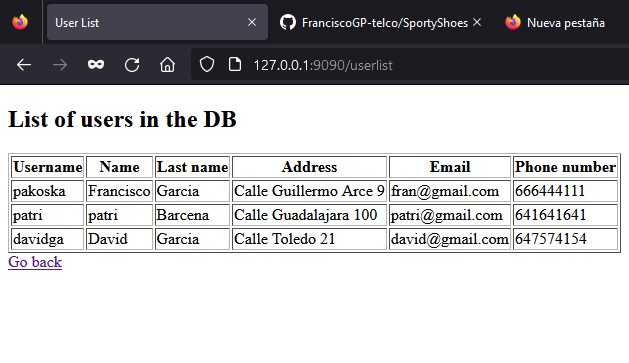 User List
FranciscoGP-telco/SportyShoes
Nueva pestaña
127.0.0.1:9090/userlist
List of users in the DB
Username Name Last name Address Email Phone number
pakoska Francisco Garcia Calle Guillermo Arce 9 fran@gmail.com 666444111
patri patri Barcena Calle Guadalajara 100 patri@gmail.com 641641641
davidga David Garcia Calle Toledo 21 david@gmail.com 647574154
Go back